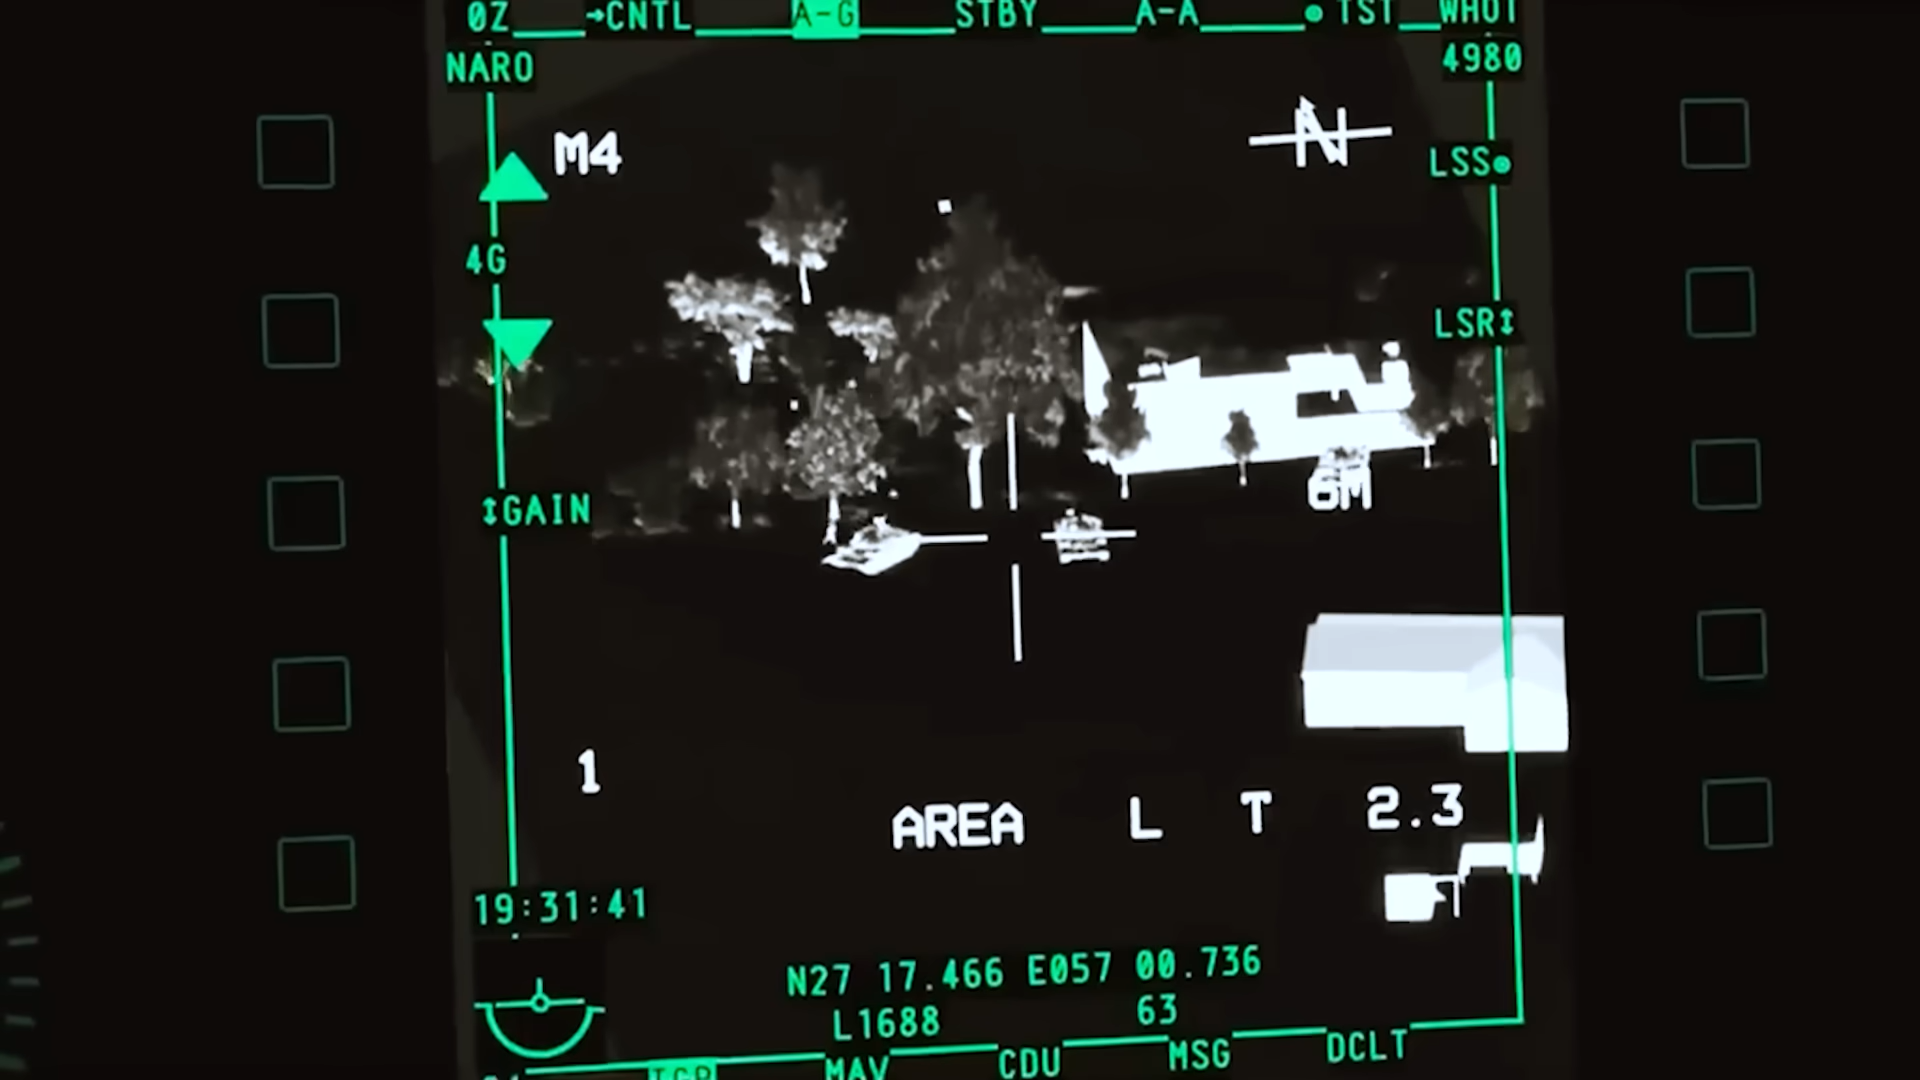 0Z →CNTL A-G STBY A-A TST WHOT
NARO 4980
M4 N
LSS
4G
LSR↕
6M
↕GAIN
1
AREA L T 2.3
19:31:41
N27 17.466 E057 00.736
L1688 63
TGP MAV CDU MSG DCLT